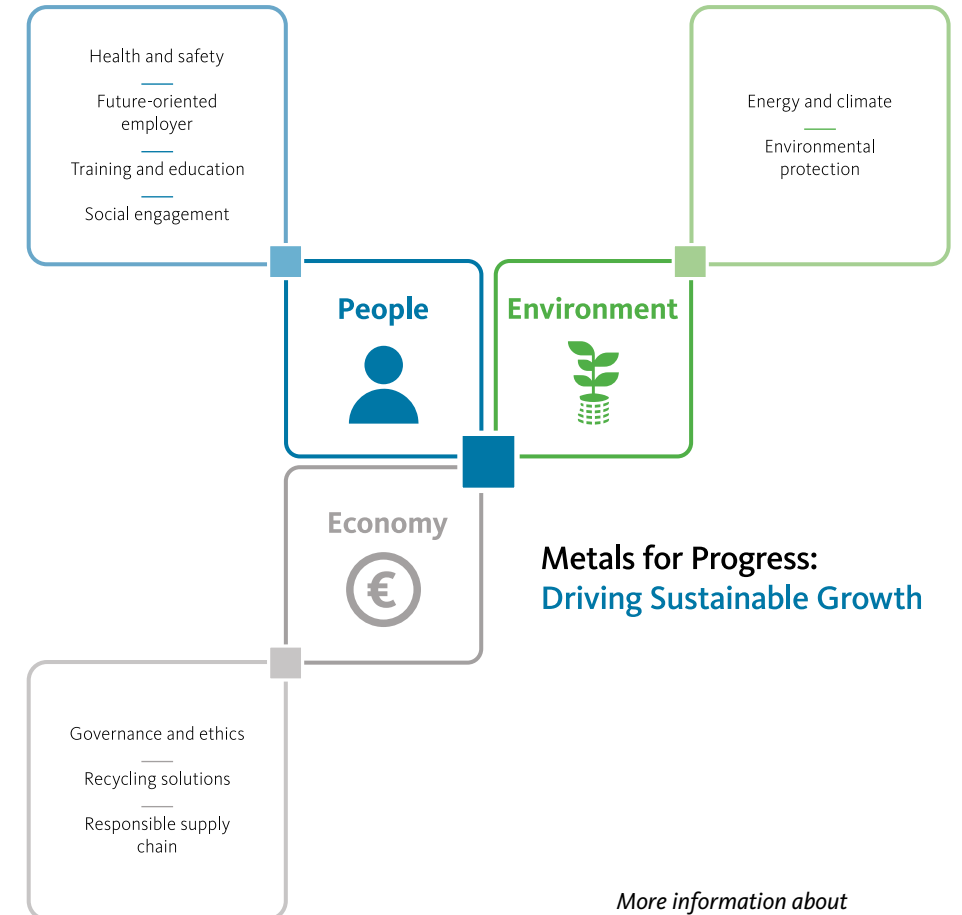 Health and safety
Future-oriented
employer
Training and education
Social engagement
Energy and climate
Environmental
protection
People
Environment
Economy
€
Metals for Progress:
Driving Sustainable Growth
Governance and ethics
Recycling solutions
Responsible supply
chain
More information about